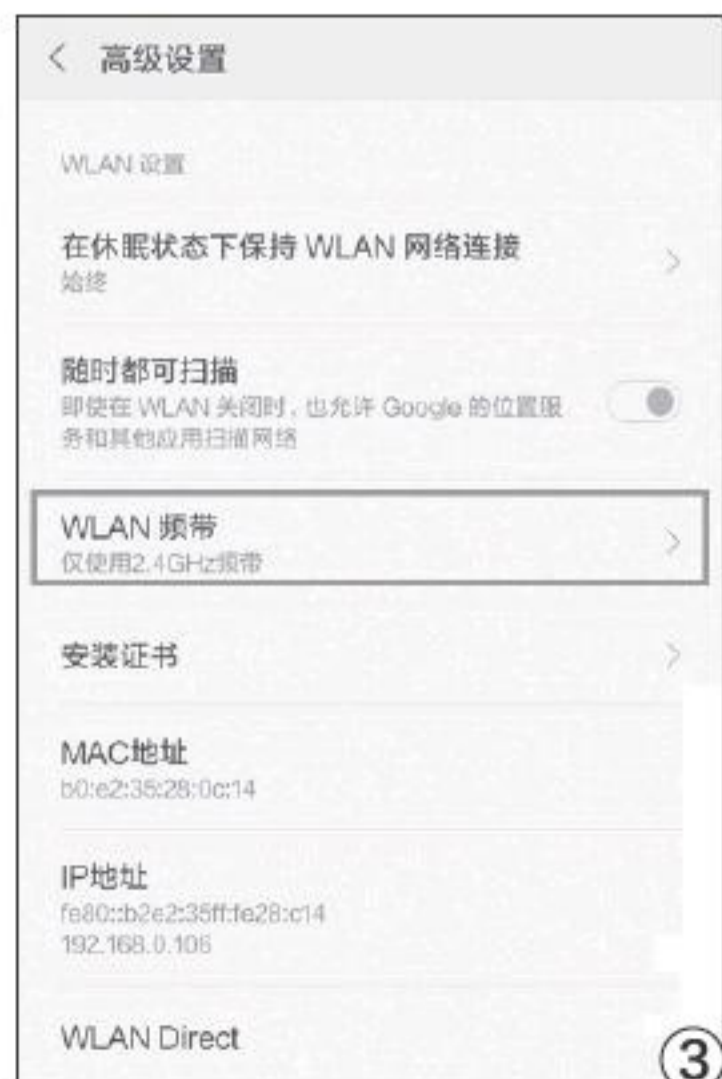 高级设置
WLAN 设置
在休眠状态下保持 WLAN 网络连接
始终
随时都可扫描
即使在 WLAN 关闭时，也允许 Google 的位置服
务和其他应用扫描网络
WLAN 频带
仅使用2.4GHz频带
安装证书
MAC地址
b0:e2:35:28:0c:14
IP地址
fe80::b2e2:35ff:fe28:c14
192.168.0.106
WLAN Direct
③